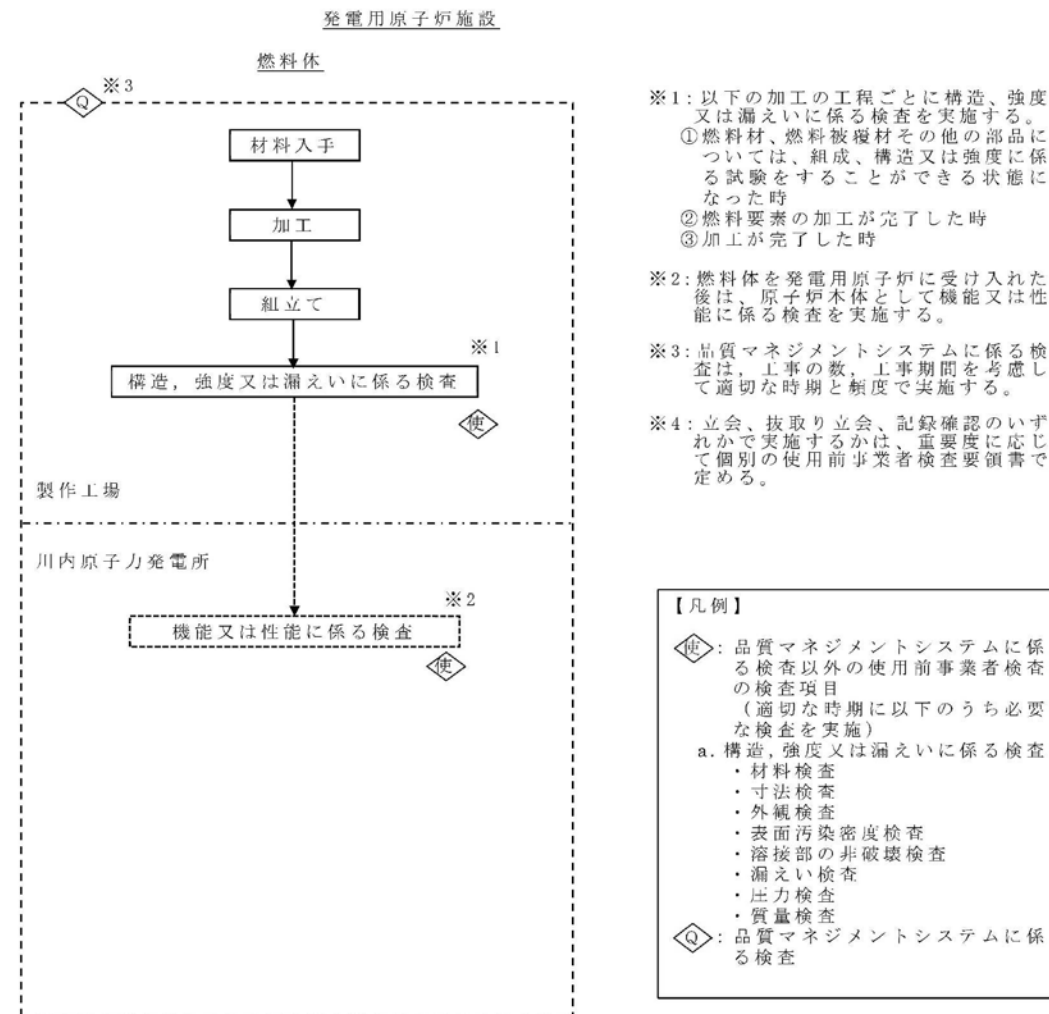 発電用原子炉施設
燃料体
※3
Q
材料入手
加工
組立て
※1
構造，強度又は漏えいに係る検査
使
製作工場
川内原子力発電所
※2
機能又は性能に係る検査
使
※1：以下の加工の工程ごとに構造、強度
又は漏えいに係る検査を実施する。
①燃料材、燃料被覆材その他の部品に
ついては、組成、構造又は強度に係
る試験をすることができる状態に
なった時
②燃料要素の加工が完了した時
③加工が完了した時
※2：燃料体を発電用原子炉に受け入れた
後は、原子炉本体として機能又は性
能に係る検査を実施する。
※3：品質マネジメントシステムに係る検
査は，工事の数，工事期間を考慮し
て適切な時期と頻度で実施する。
※4：立会、抜取り立会、記録確認のいず
れかで実施するかは、重要度に応じ
て個別の使用前事業者検査要領書で
定める。
【凡例】
使：品質マネジメントシステムに係
る検査以外の使用前事業者検査
の検査項目
（適切な時期に以下のうち必要
な検査を実施）
a.構造，強度又は漏えいに係る検査
・材料検査
・寸法検査
・外観検査
・表面汚染密度検査
・溶接部の非破壊検査
・漏えい検査
・圧力検査
・質量検査
Q：品質マネジメントシステムに係
る検査